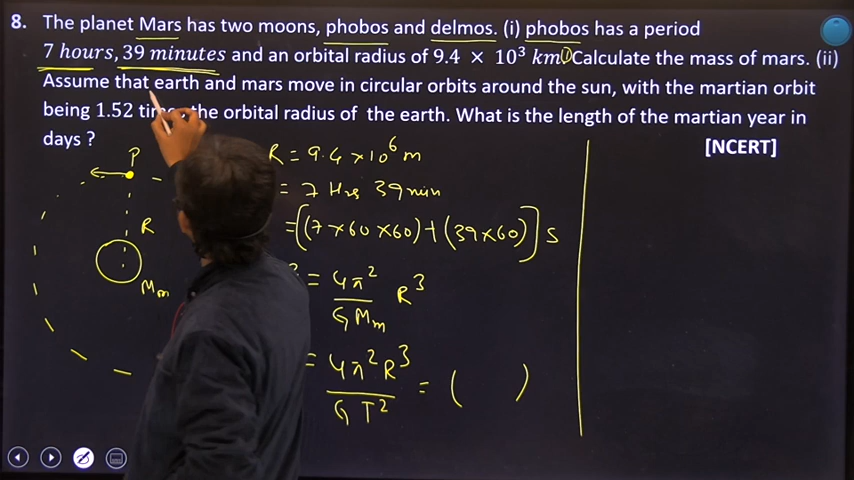 8. The planet Mars has two moons, phobos and delmos. (i) phobos has a period
7 hours, 39 minutes and an orbital radius of 9.4 × 10³ km Calculate the mass of mars. (ii)
Assume that earth and mars move in circular orbits around the sun, with the martian orbit
being 1.52 the orbital radius of the earth. What is the length of the martian year in
days ?
[NCERT]
P
R = 9.4 × 10⁶ m
= 7 Hrs 39 min
R
= [(7×60×60) + (39×60)] s
Mm
= 4π²/GMm R³
= 4π²R³/GT² = ( )